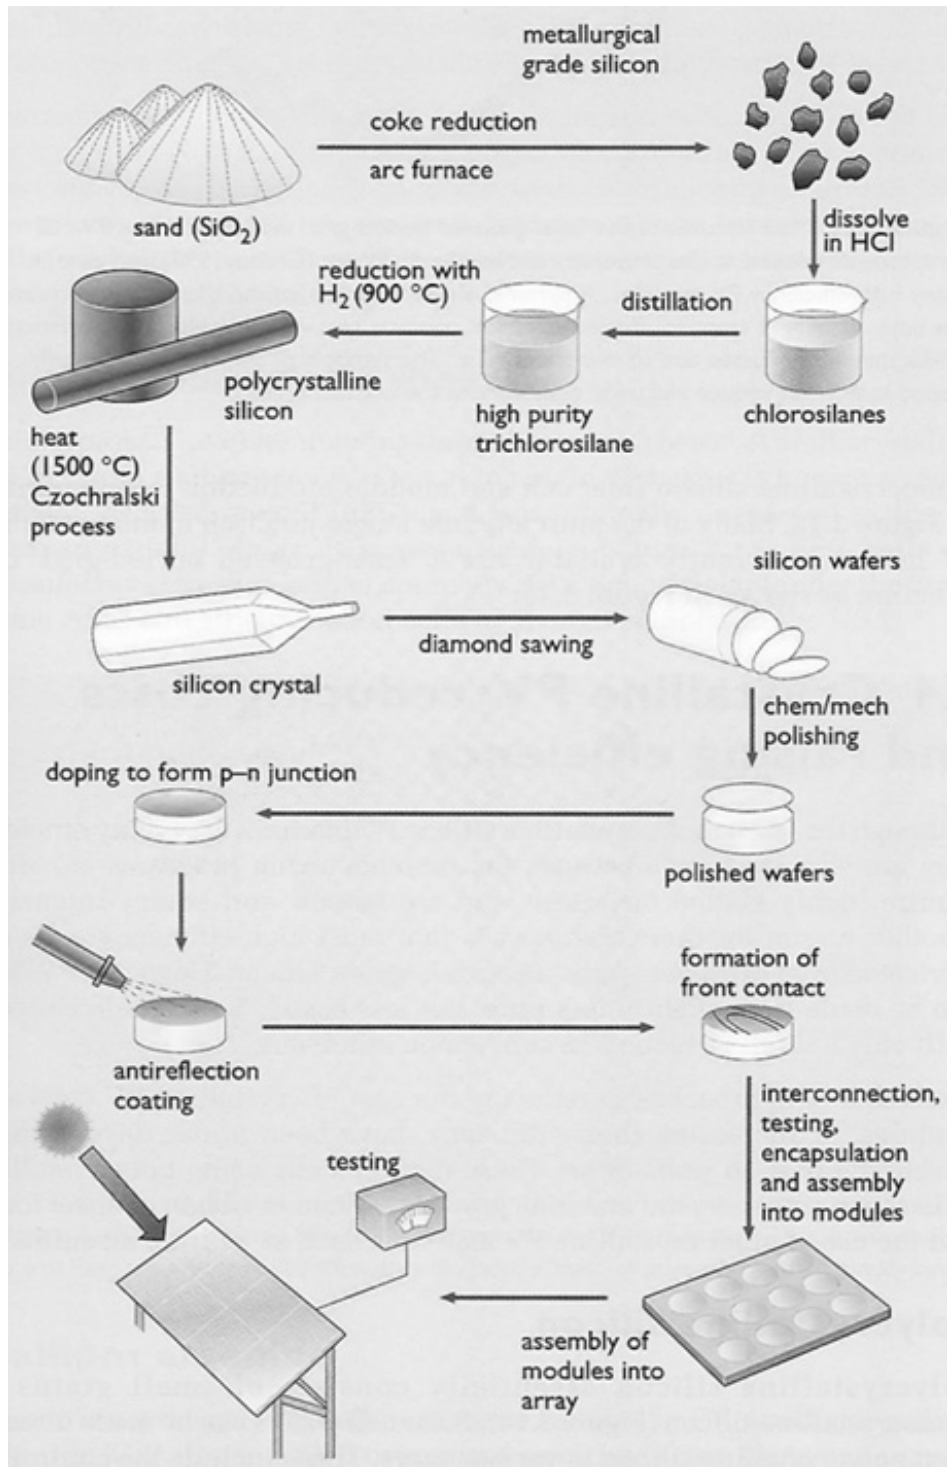 metallurgical
grade silicon
coke reduction
arc furnace
sand (SiO₂)
dissolve
in HCl
reduction with
H₂ (900 °C)
distillation
polycrystalline
silicon
high purity
trichlorosilane
chlorosilanes
heat
(1500 °C)
Czochralski
process
silicon wafers
diamond sawing
silicon crystal
chem/mech
polishing
doping to form p–n junction
polished wafers
formation of
front contact
antireflection
coating
interconnection,
testing,
encapsulation
and assembly
into modules
testing
assembly of
modules into
array